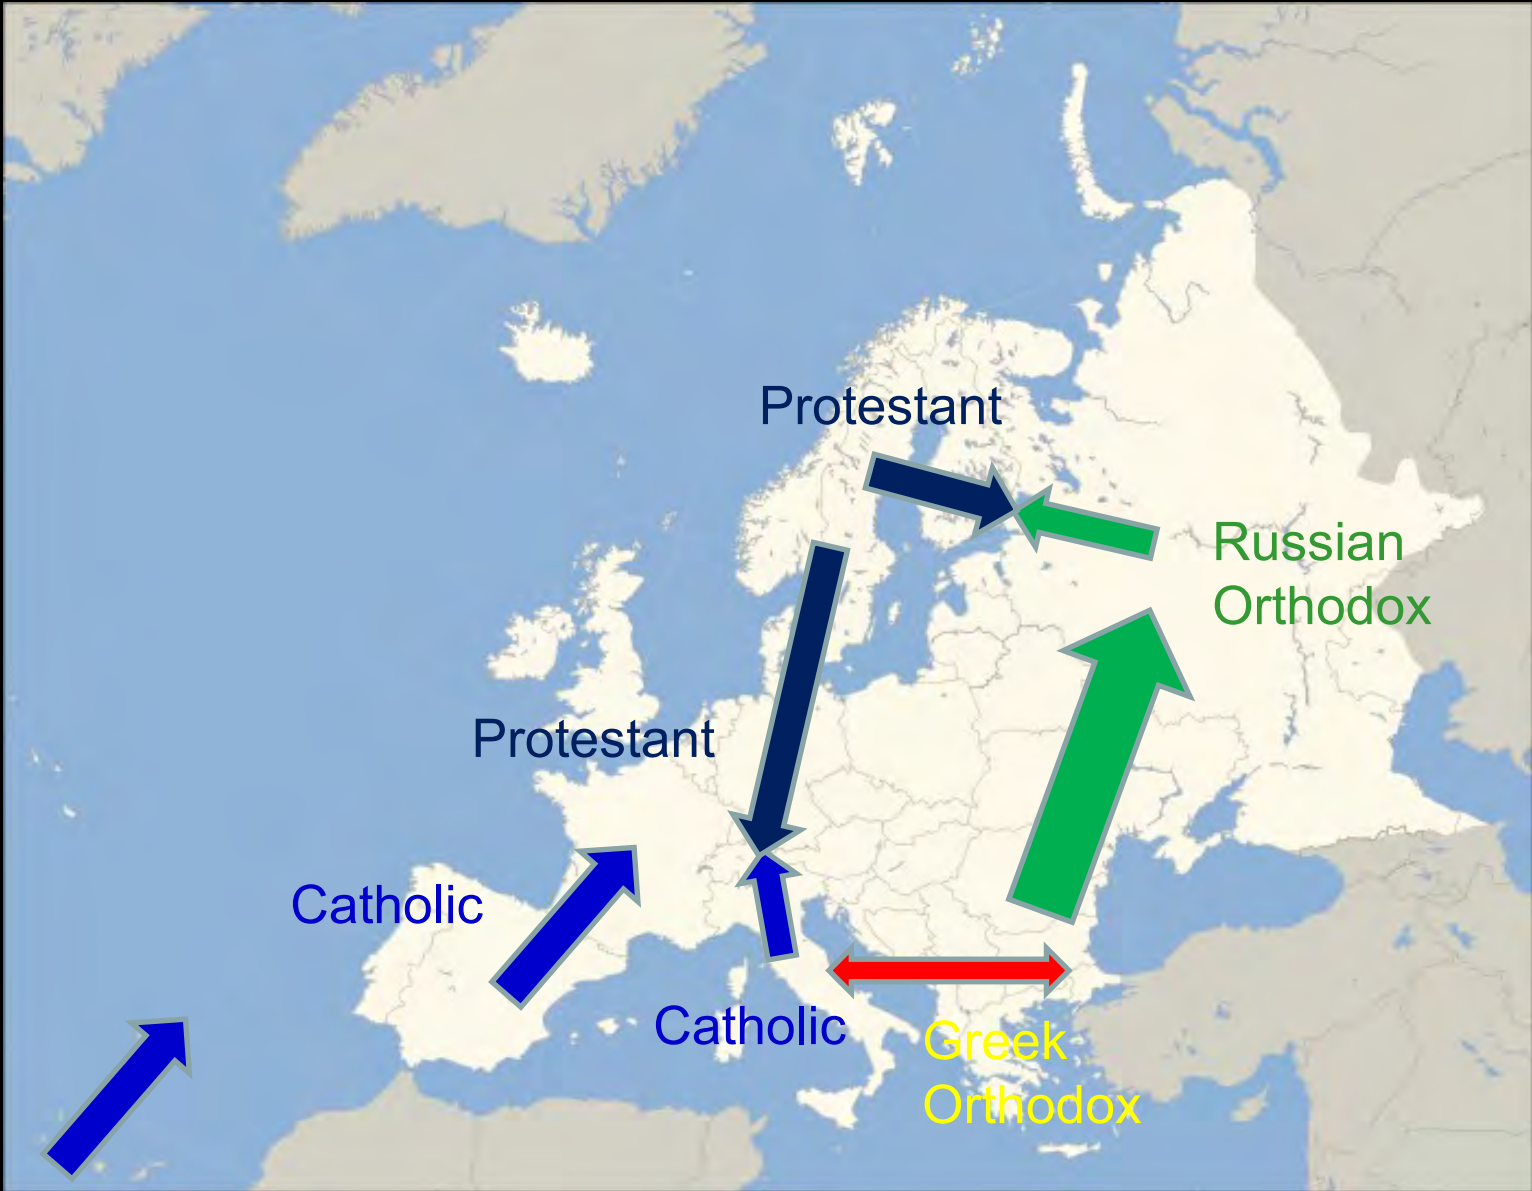 Protestant
Russian
Orthodox
Protestant
Catholic
Catholic
Greek
Orthodox